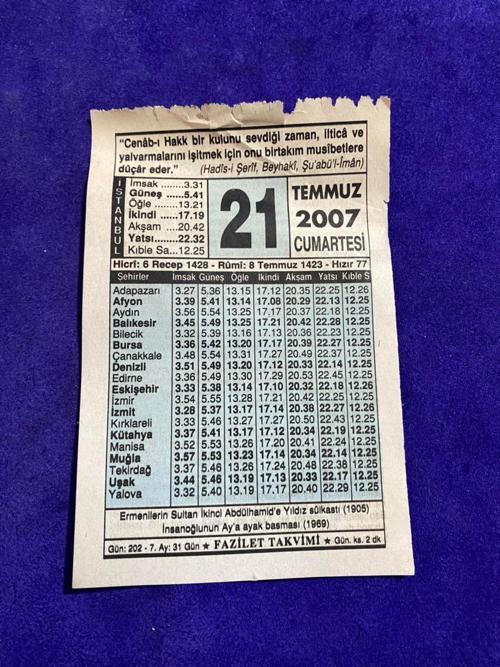 “Cenâb-ı Hakk bir kulunu sevdiği zaman, ilticâ ve
yalvarmalarını işitmek için onu birtakım musîbetlere
dûçâr eder.” (Hadîs-i Şerîf, Beyhakî, Şu'abü'l-Îmân)
İSTANBUL
İmsak ........3.31
Güneş ......5.41
Öğle .........13.21
İkindi ......17.19
Akşam .....20.42
Yatsı.......22.32
Kıble Sa...12.25
21
TEMMUZ
2007
CUMARTESİ
Hicrî: 6 Recep 1428 - Rûmî: 8 Temmuz 1423 - Hızır 77
Şehirler İmsak Güneş Öğle İkindi Akşam Yatsı Kıble S
Adapazarı 3.27 5.36 13.15 17.12 20.35 22.25 12.26
Afyon 3.39 5.41 13.14 17.08 20.29 22.13 12.25
Aydın 3.56 5.54 13.25 17.17 20.37 22.18 12.25
Balıkesir 3.45 5.49 13.25 17.21 20.42 22.28 12.25
Bilecik 3.32 5.39 13.16 17.13 20.36 22.23 12.25
Bursa 3.36 5.42 13.20 17.17 20.39 22.27 12.25
Çanakkale 3.48 5.54 13.31 17.27 20.49 22.37 12.25
Denizli 3.51 5.49 13.20 17.12 20.33 22.14 12.25
Edirne 3.36 5.49 13.30 17.29 20.53 22.45 12.25
Eskişehir 3.33 5.38 13.14 17.10 20.32 22.18 12.26
İzmir 3.54 5.55 13.28 17.21 20.42 22.25 12.25
İzmit 3.28 5.37 13.17 17.14 20.38 22.27 12.26
Kırklareli 3.33 5.46 13.27 17.27 20.50 22.43 12.25
Kütahya 3.37 5.41 13.17 17.12 20.34 22.19 12.25
Manisa 3.52 5.53 13.26 17.20 20.41 22.24 12.25
Muğla 3.57 5.53 13.23 17.14 20.34 22.14 12.25
Tekirdağ 3.37 5.46 13.26 17.24 20.48 22.38 12.25
Uşak 3.44 5.46 13.19 17.13 20.33 22.17 12.25
Yalova 3.32 5.40 13.19 17.17 20.40 22.29 12.25
Ermenilerin Sultan İkinci Abdülhamid'e Yıldız sûikastı (1905)
İnsanoğlunun Ay'a ayak basması (1969)
Gün: 202 - 7. Ay: 31 Gün ★ FAZİLET TAKVİMİ ★ Gün. ks. 2 dk